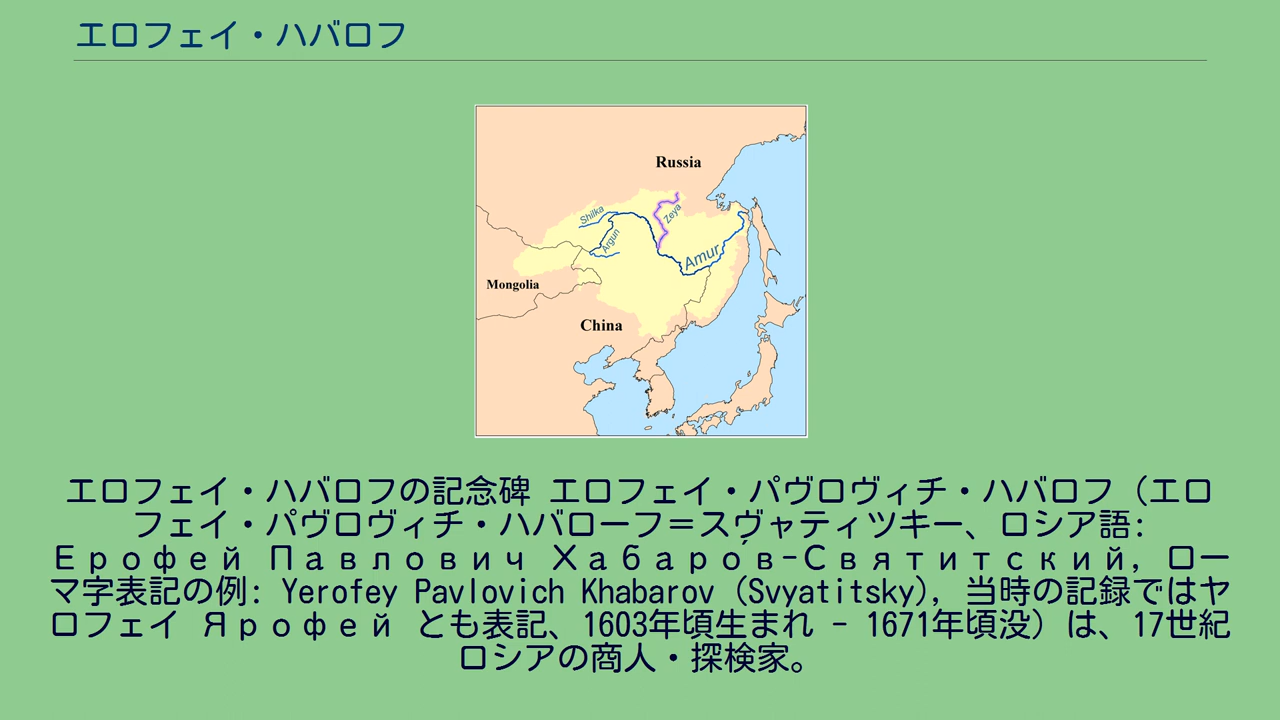 エロフェイ・ハバロフ
Russia
Shilka
Zeya
Argun
Amur
Mongolia
China
エロフェイ・ハバロフの記念碑 エロフェイ・パヴロヴィチ・ハバロフ（エロ
フェイ・パヴロヴィチ・ハバローフ＝スヴャティツキー、ロシア語:
Ерофей Павлович Хабаро́в-Святитский, ロー
マ字表記の例: Yerofey Pavlovich Khabarov (Svyatitsky), 当時の記録ではヤ
ロフェイ Ярофей とも表記、1603年頃生まれ - 1671年頃没）は、17世紀
ロシアの商人・探検家。